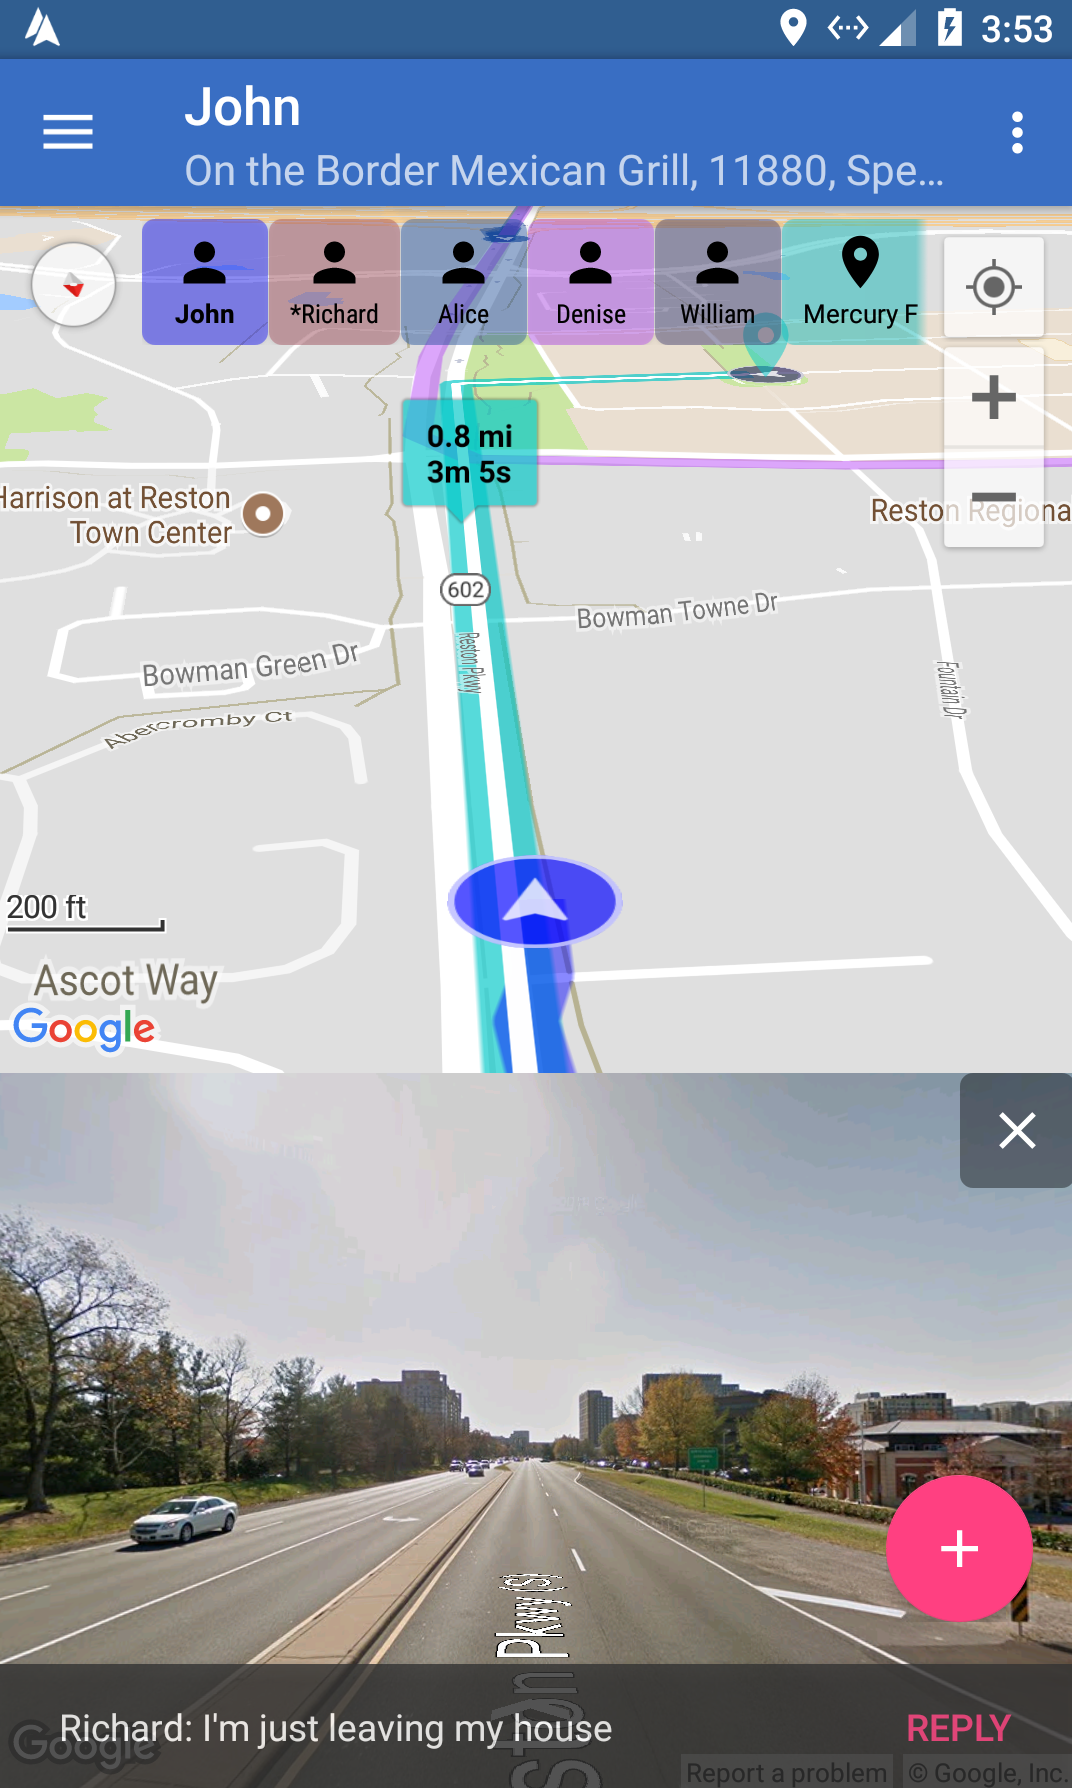 3:53
John
On the Border Mexican Grill, 11880, Spe...
John
*Richard
Alice
Denise
William
Mercury F
0.8 mi
3m 5s
Harrison at Reston
Town Center
Reston Regiona
602
Reston Pkwy
Bowman Towne Dr
Bowman Green Dr
Abercromby Ct
Fountain Dr
200 ft
Ascot Way
Google
Pkwy (S)
Richard: I'm just leaving my house
REPLY
Google
Report a problem
© Google, Inc.